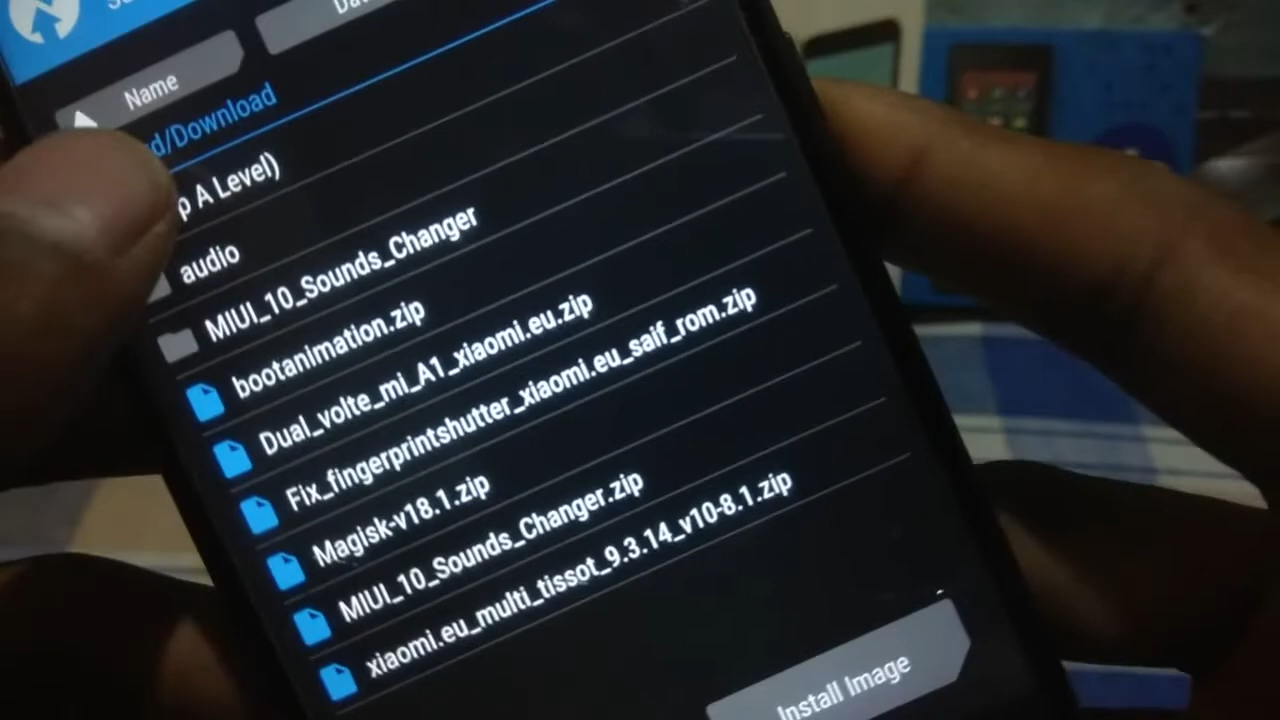 Name
d/Download
p A Level)
audio
MIUI_10_Sounds_Changer
bootanimation.zip
Dual_volte_mi_A1_xiaomi.eu.zip
Fix_fingerprintshutter_xiaomi.eu_saif_rom.zip
Magisk-v18.1.zip
MIUI_10_Sounds_Changer.zip
xiaomi.eu_multi_tissot_9.3.14_v10-8.1.zip
Install Image